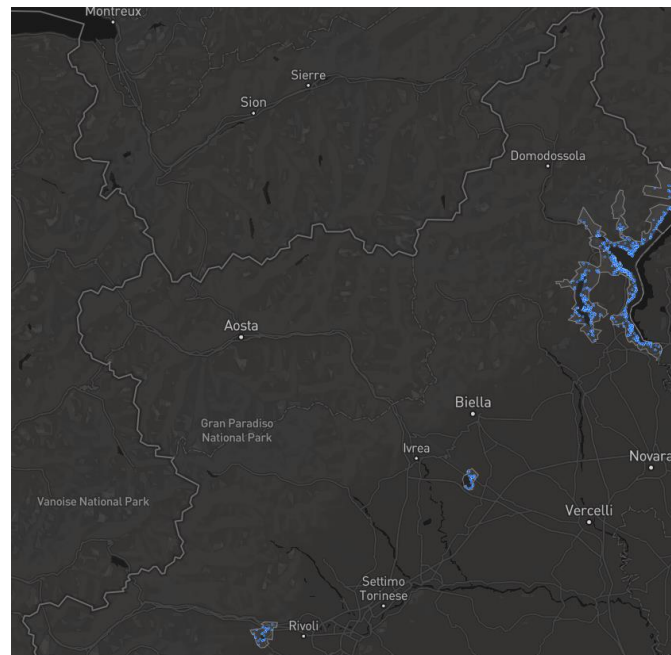 Montreux
Sierre
Sion
Domodossola
Aosta
Gran Paradiso
National Park
Biella
Ivrea
Novara
Vanoise National Park
Vercelli
Settimo
Torinese
Rivoli